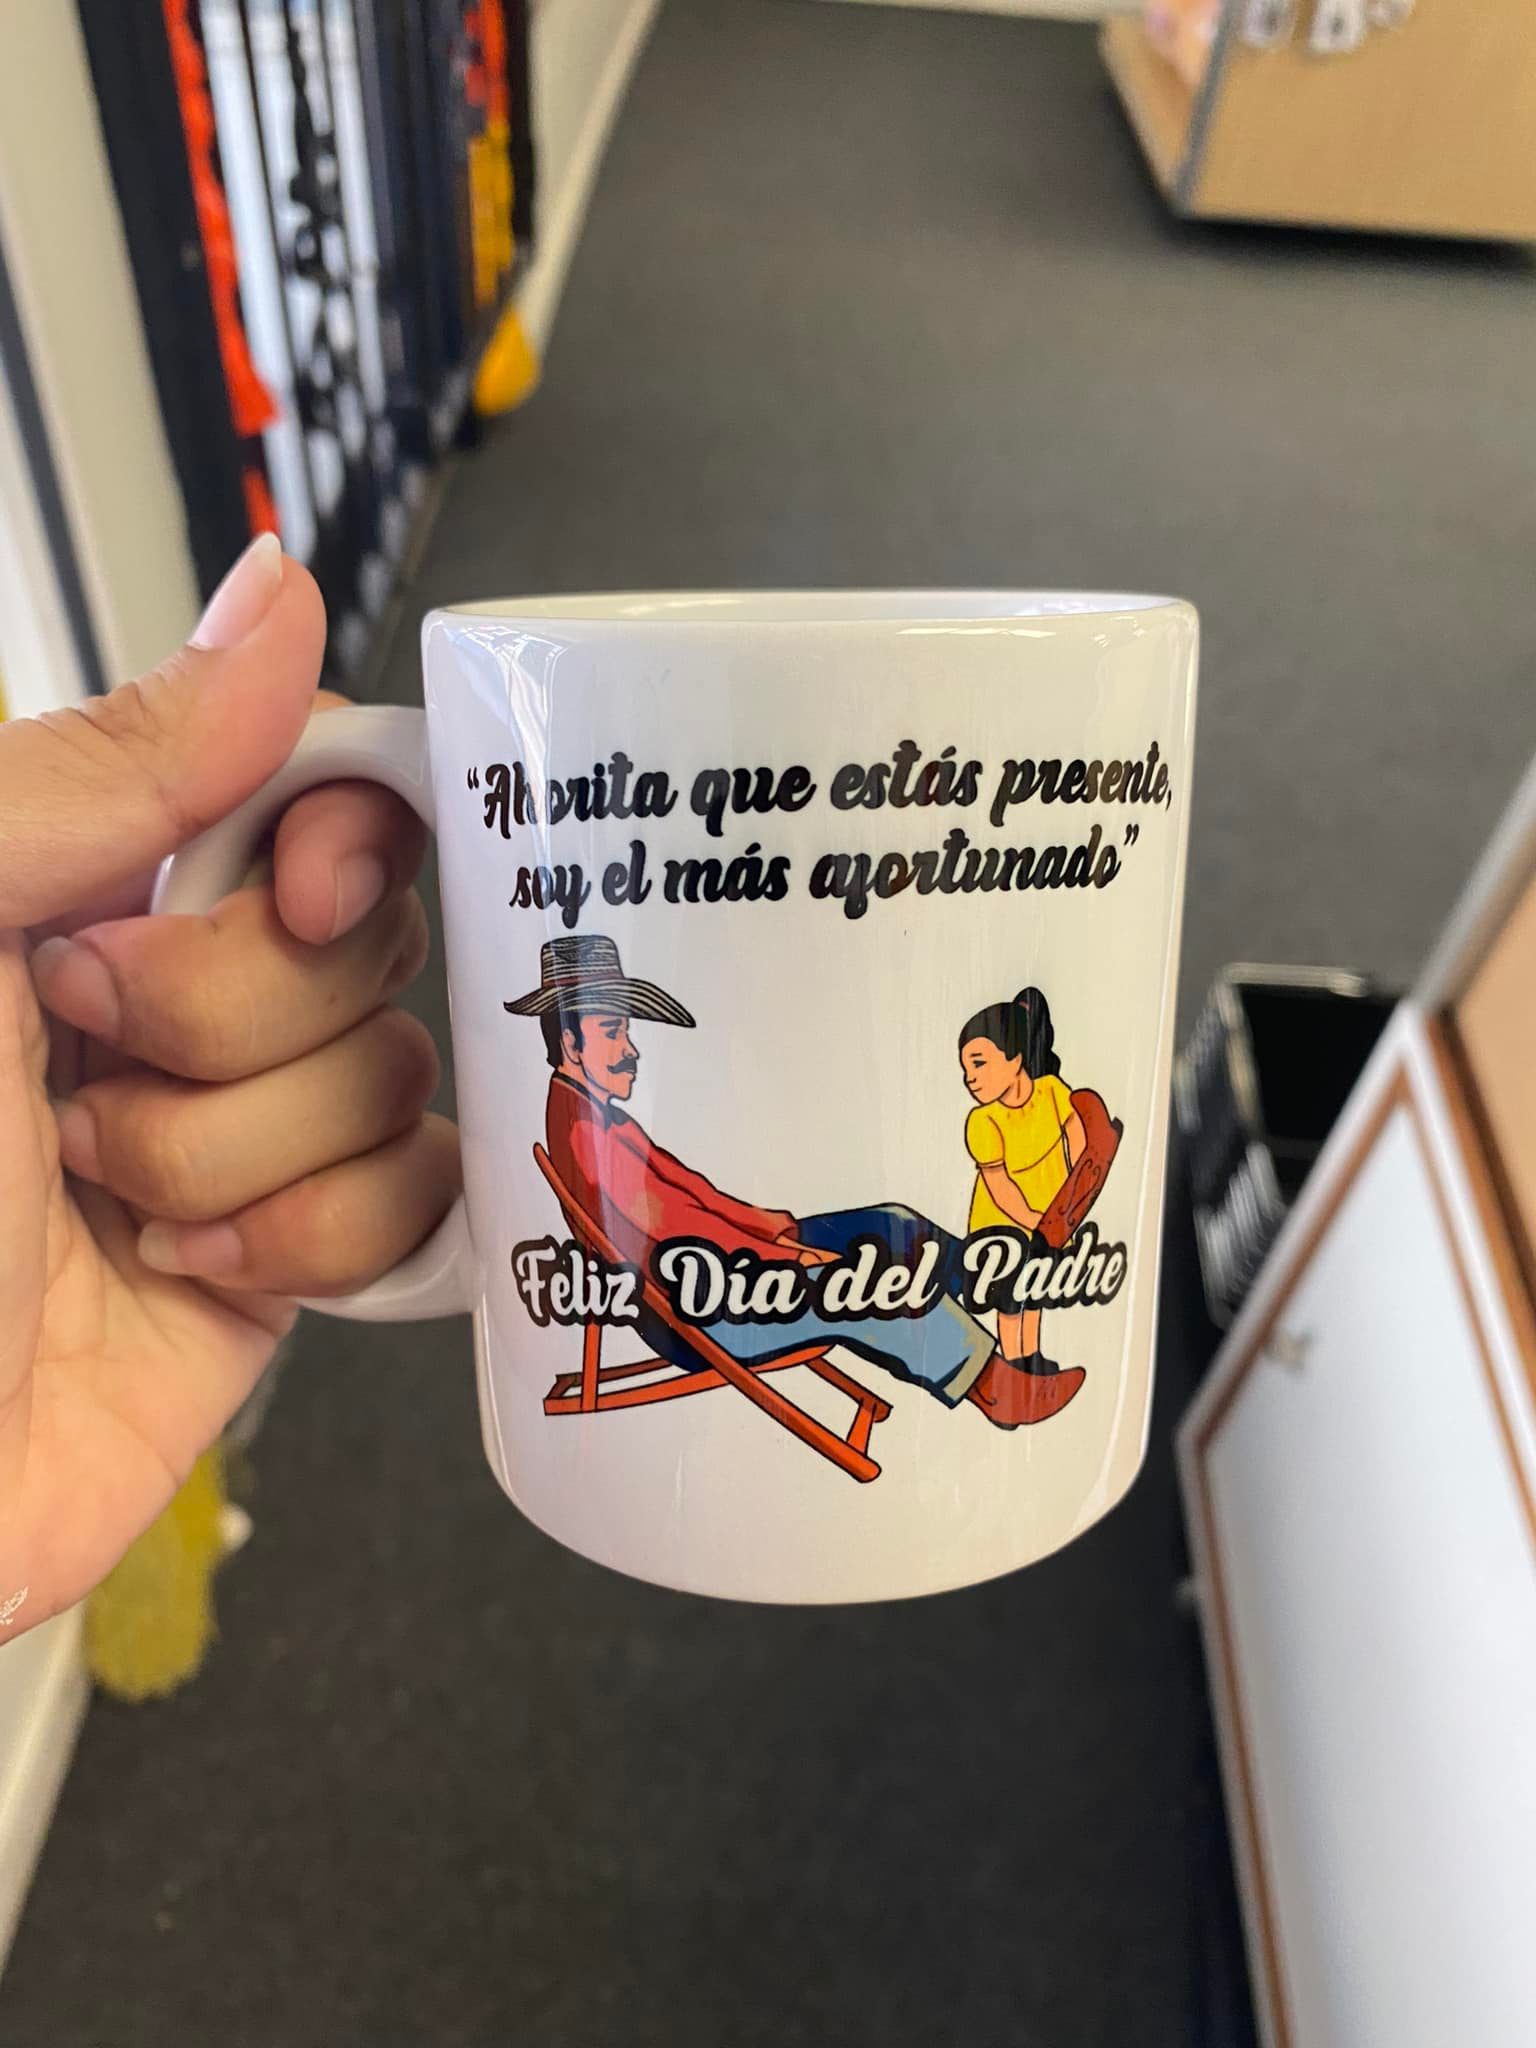 “Ahorita que estás presente,
soy el más afortunado”
Feliz Día del Padre